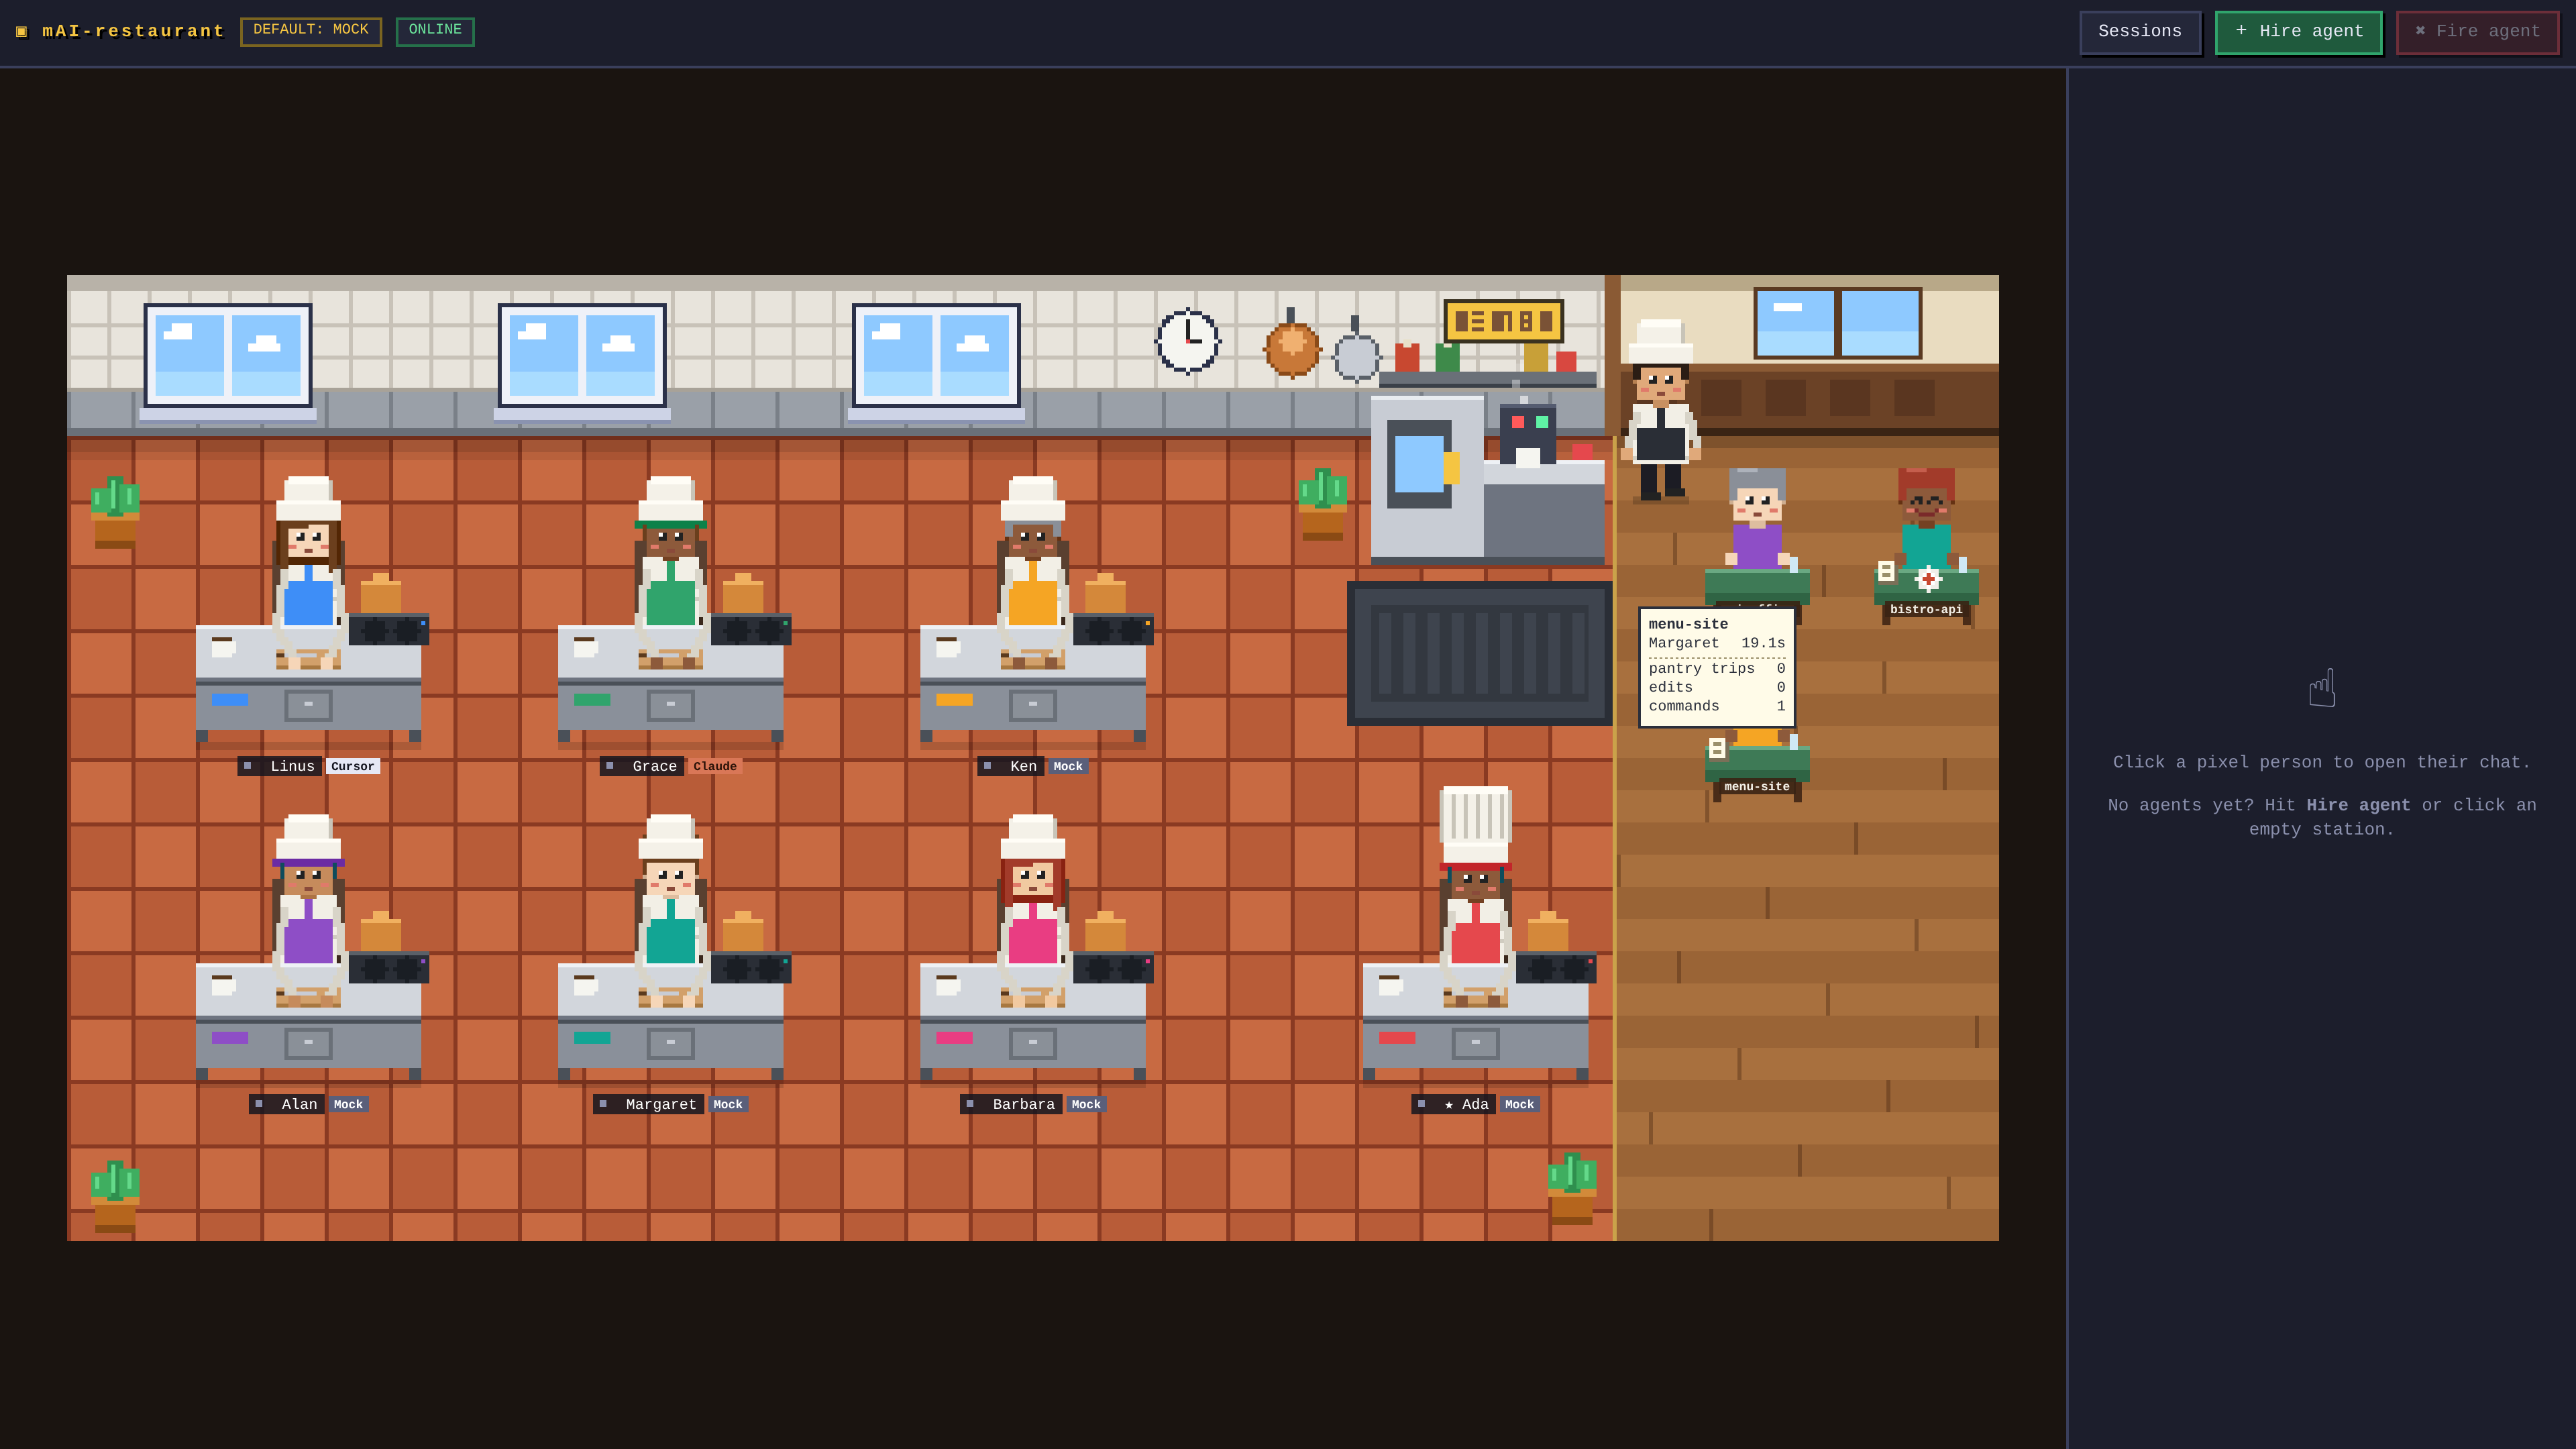 mAI-restaurant
DEFAULT: MOCK
ONLINE
Sessions
+ Hire agent
✖ Fire agent
bistro-api
menu-site
Margaret 19.1s
pantry trips 0
edits 0
commands 1
menu-site
Linus Cursor
Grace Claude
Ken Mock
Alan Mock
Margaret Mock
Barbara Mock
★ Ada Mock
Click a pixel person to open their chat.
No agents yet? Hit Hire agent or click an
empty station.